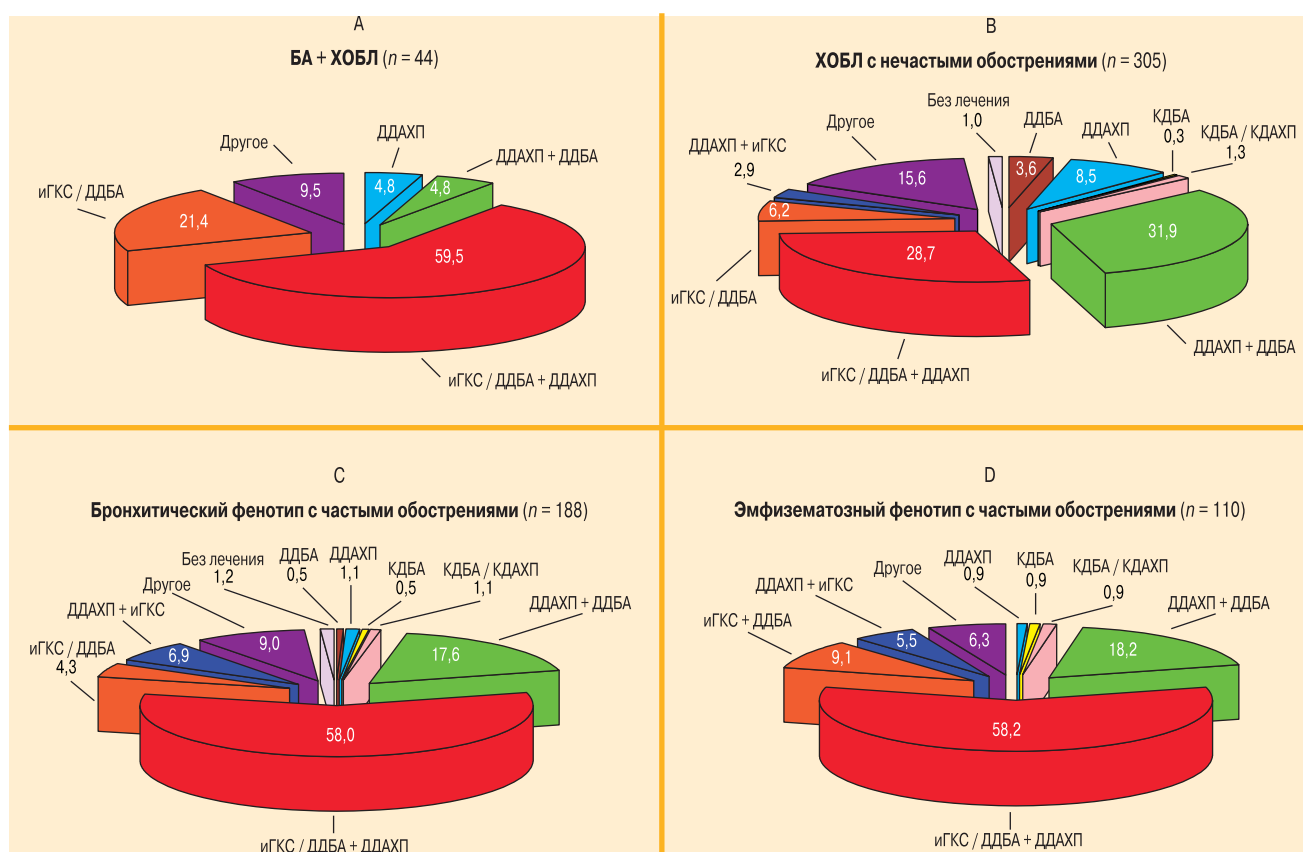 A
БА + ХОБЛ (n = 44)
Другое
ДДАХП
ДДАХП + ДДБА
иГКС / ДДБА
9,5
4,8
4,8
21,4
59,5
иГКС / ДДБА + ДДАХП
B
ХОБЛ с нечастыми обострениями (n = 305)
Без лечения
1,0
ДДБА
ДДАХП
КДБА
0,3
КДБА / КДАХП
1,3
Другое
ДДАХП + иГКС
2,9
15,6
3,6
8,5
6,2
31,9
28,7
иГКС / ДДБА
ДДАХП + ДДБА
иГКС / ДДБА + ДДАХП
C
Бронхитический фенотип с частыми обострениями (n = 188)
Без лечения
1,2
ДДБА
0,5
ДДАХП
1,1
КДБА
0,5
КДБА / КДАХП
1,1
Другое
ДДАХП + ДДБА
ДДАХП + иГКС
иГКС / ДДБА
4,3
6,9
9,0
17,6
58,0
иГКС / ДДБА + ДДАХП
D
Эмфизематозный фенотип с частыми обострениями (n = 110)
ДДАХП
0,9
КДБА
0,9
КДБА / КДАХП
0,9
Другое
ДДАХП + иГКС
ДДАХП + ДДБА
иГКС + ДДБА
9,1
5,5
6,3
18,2
58,2
иГКС / ДДБА + ДДАХП